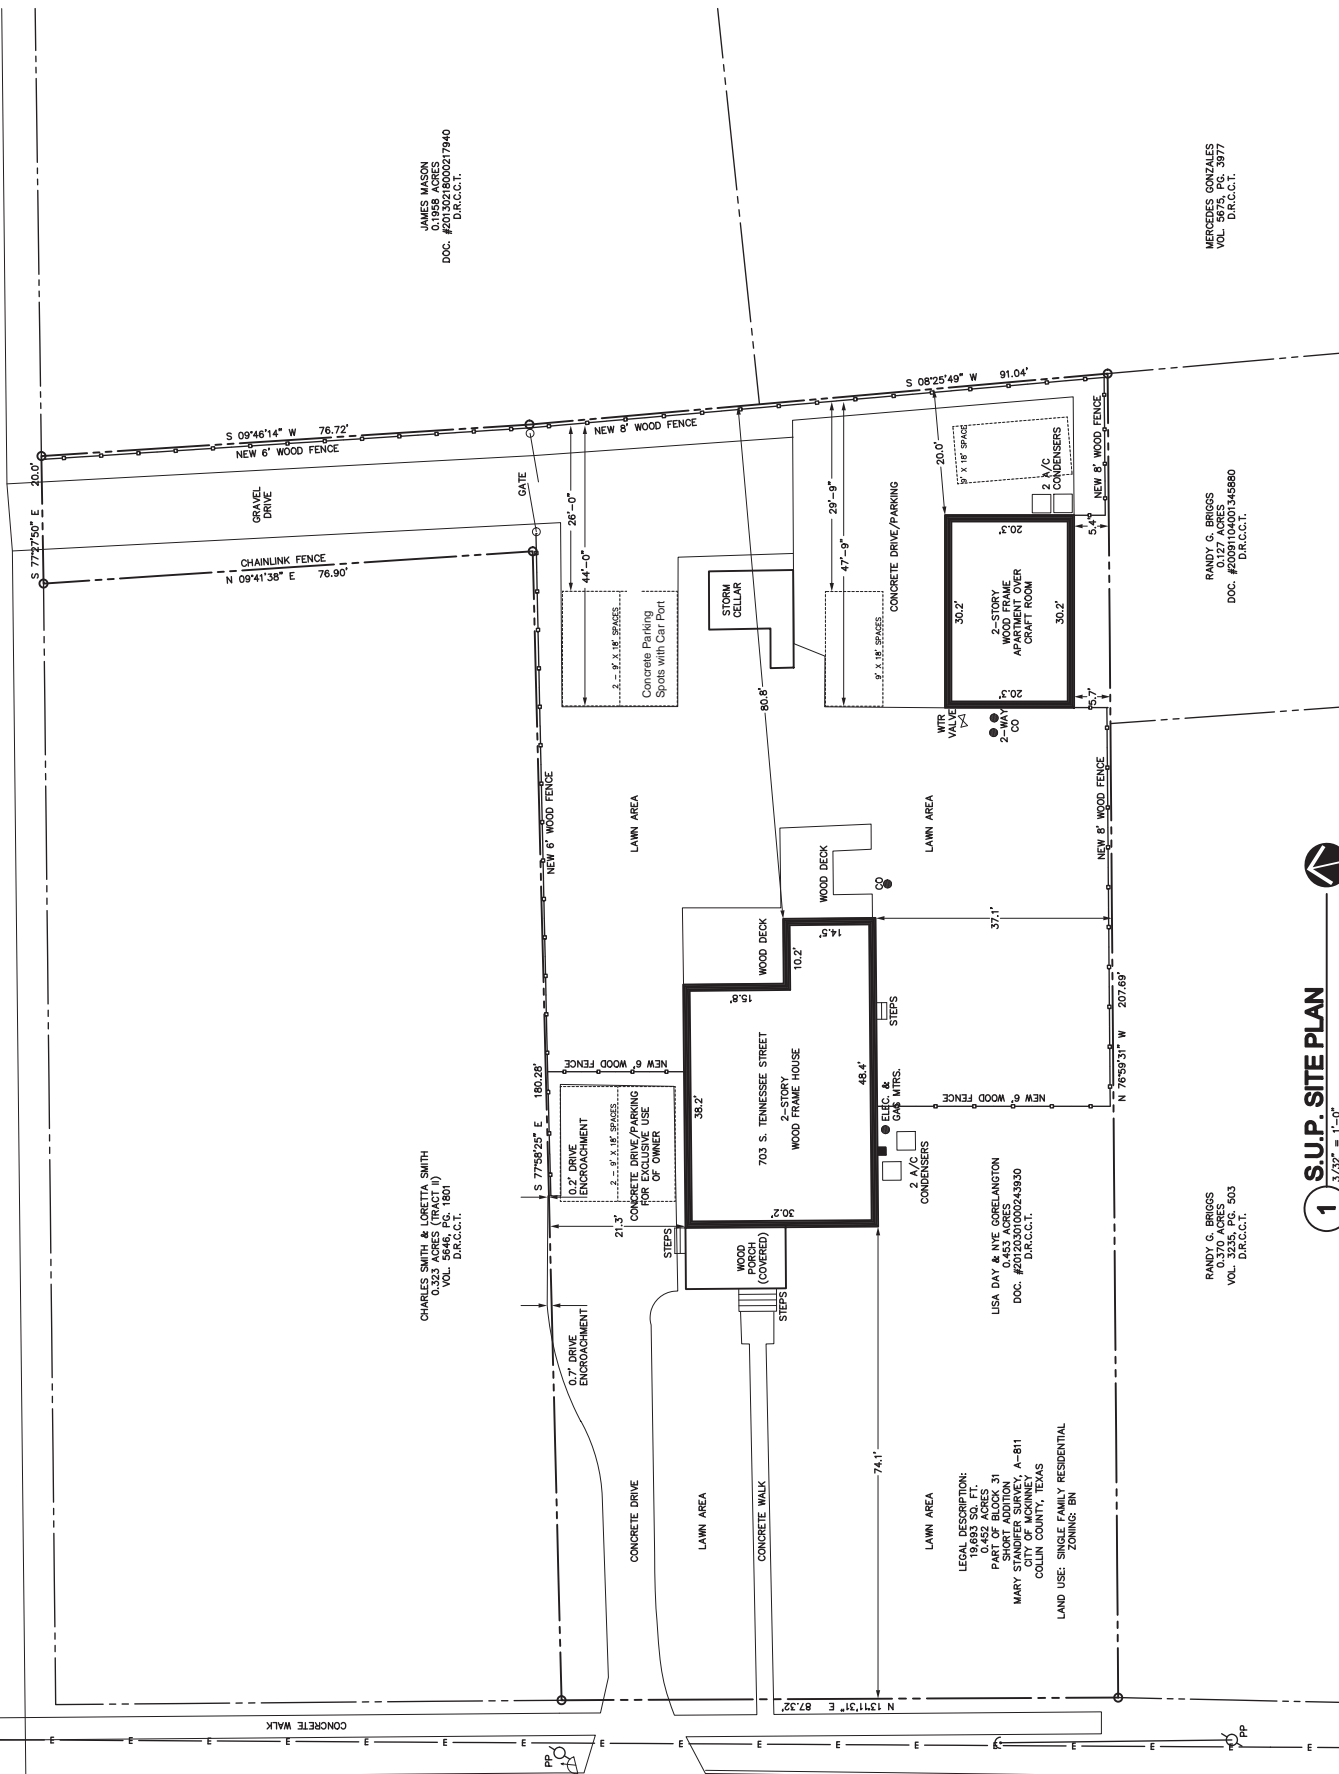 JAMES MASON
0.1958 ACRES
DOC. #20130218000217940
D.R.C.C.T.
MERCEDES GONZALES
VOL. 5675, PG. 3977
D.R.C.C.T.
S 77°27'50" E
20.0'
S 09°46'14" W 76.72'
NEW 6' WOOD FENCE
GRAVEL
DRIVE
GATE
CHAINLINK FENCE
N 09°41'38" E 76.90'
NEW 8' WOOD FENCE
S 08°25'49" W 91.04'
26'-0"
44'-0"
29'-9"
47'-9"
20.0'
9' X 18' SPACE
2 A/C
CONDENSERS
NEW 8' WOOD FENCE
CONCRETE DRIVE/PARKING
2 - 9' X 18' SPACES
Concrete Parking
Spots with Car Port
STORM
CELLAR
9' X 18' SPACES
20.3'
5.4'
30.2'
2-STORY
WOOD FRAME
APARTMENT OVER
CRAFT ROOM
30.2'
20.3'
5.7'
WTR
VALVE
2-WAY
CO
RANDY G. BRIGGS
0.127 ACRES
DOC. #20091104001345880
D.R.C.C.T.
80.8'
NEW 6' WOOD FENCE
LAWN AREA
LAWN AREA
NEW 8' WOOD FENCE
WOOD DECK
CO
WOOD DECK
14.5'
10.2'
15.8'
37.1'
STEPS
N 76°59'31" W 207.69'
NEW 6' WOOD FENCE
S 77°58'25" E 180.28'
0.2' DRIVE
ENCROACHMENT
2 - 9' X 18' SPACES
CONCRETE DRIVE/PARKING
FOR EXCLUSIVE USE
OF OWNER
38.2'
703 S. TENNESSEE STREET
2-STORY
WOOD FRAME HOUSE
48.4'
30.2'
ELEC. &
GAS MTRS.
NEW 6' WOOD FENCE
2 A/C
CONDENSERS
21.3'
STEPS
WOOD
PORCH
(COVERED)
STEPS
CHARLES SMITH & LORETTA SMITH
0.323 ACRES (TRACT II)
VOL. 5646, PG. 1801
D.R.C.C.T.
0.7' DRIVE
ENCROACHMENT
LISA DAY & NYE GORELANGTON
0.453 ACRES
DOC. #20120301000243930
D.R.C.C.T.
RANDY G. BRIGGS
0.370 ACRES
VOL. 3235, PG. 503
D.R.C.C.T.
74.1'
CONCRETE DRIVE
LAWN AREA
CONCRETE WALK
LAWN AREA
LEGAL DESCRIPTION:
19,693 SQ. FT.
0.452 ACRES
PART OF BLOCK 31
SHORT ADDITION
MARY STANDIFER SURVEY, A-811
CITY OF MCKINNEY
COLLIN COUNTY, TEXAS
LAND USE: SINGLE FAMILY RESIDENTIAL
ZONING: BN
N 13°11'31" E 87.32'
CONCRETE WALK
E E E E E E E E E E E E E E E E E
PP
PP
1 S.U.P. SITE PLAN
3/32" = 1'-0"